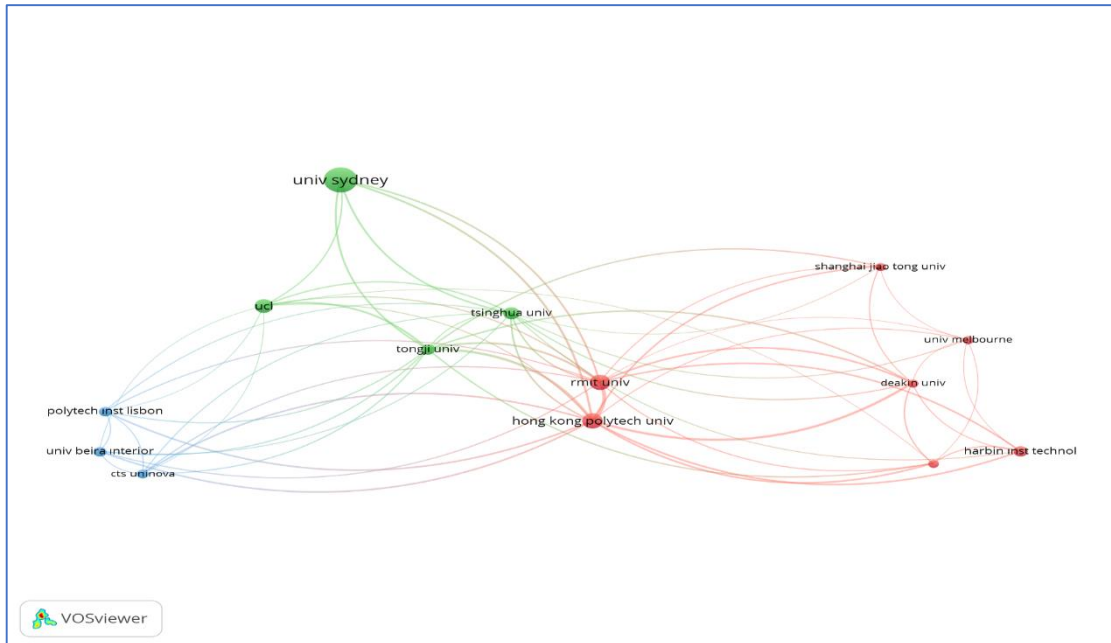 univ sydney
shanghai jiao tong univ
ucl
tsinghua univ
univ melbourne
tongji univ
rmit univ
deakin univ
polytech inst lisbon
hong kong polytech univ
univ beira interior
harbin inst technol
cts uninova
VOSviewer